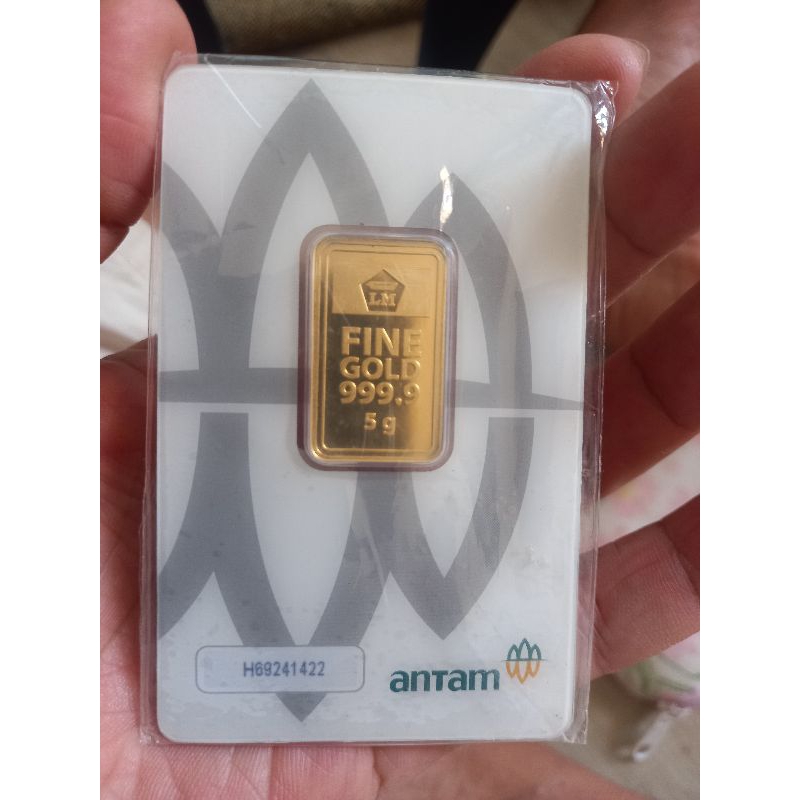 LM
FINE
GOLD
999.9
5 g
H69241422
antam